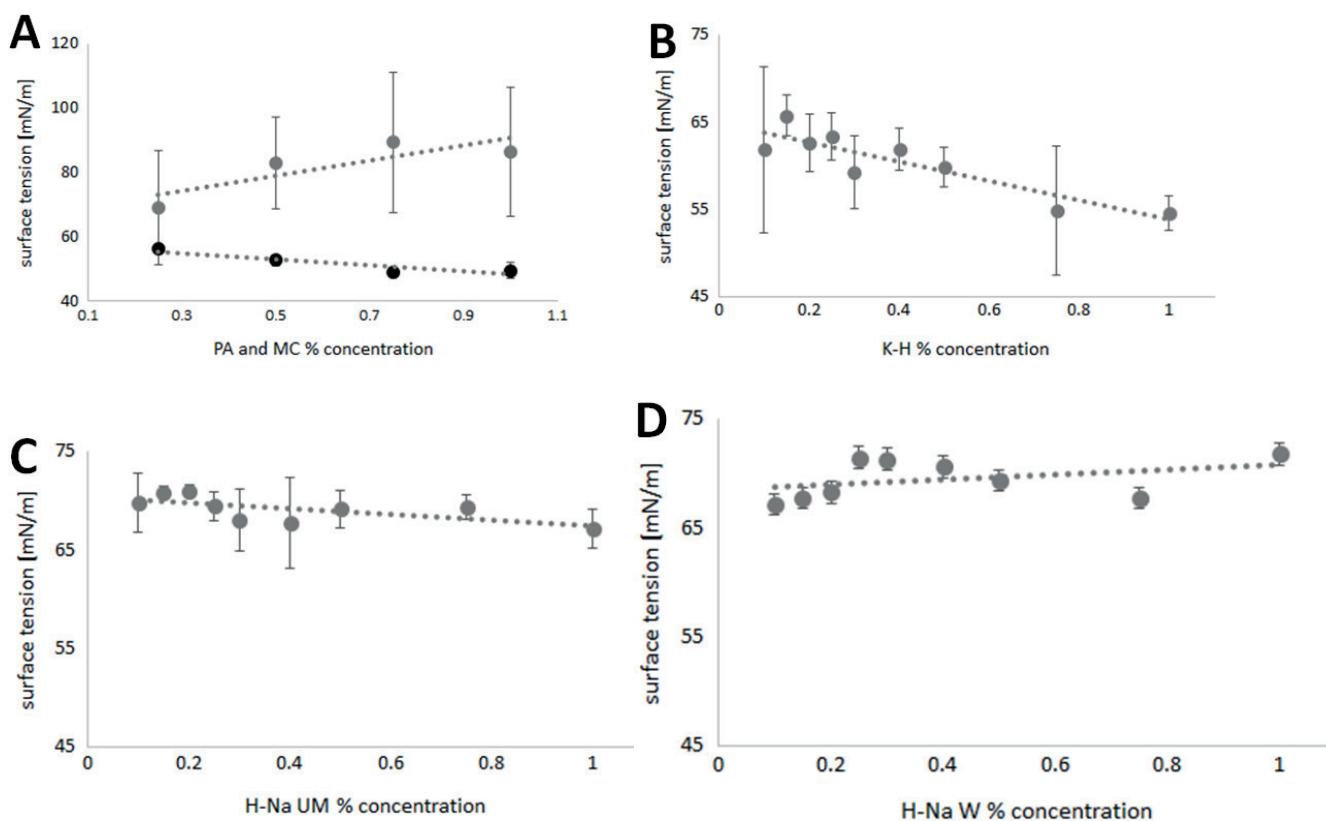 A
120
100
80
60
40
0.1 0.3 0.5 0.7 0.9 1.1
surface tension [mN/m]
PA and MC % concentration
B
75
65
55
45
0 0.2 0.4 0.6 0.8 1
surface tension [mN/m]
K-H % concentration
C
75
65
55
45
0 0.2 0.4 0.6 0.8 1
surface tension [mN/m]
H-Na UM % concentration
D
75
65
55
45
0 0.2 0.4 0.6 0.8 1
surface tension [mN/m]
H-Na W % concentration